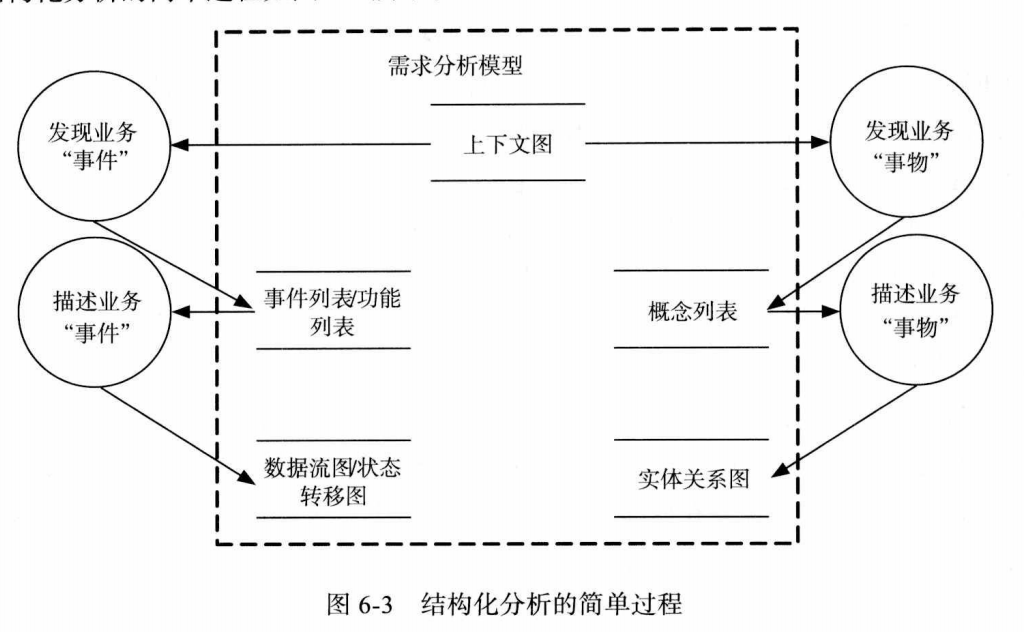 需求分析模型
发现业务
“事件”
上下文图
发现业务
“事物”
描述业务
“事件”
事件列表/功能
列表
概念列表
描述业务
“事物”
数据流图/状态
转移图
实体关系图
图 6-3 结构化分析的简单过程